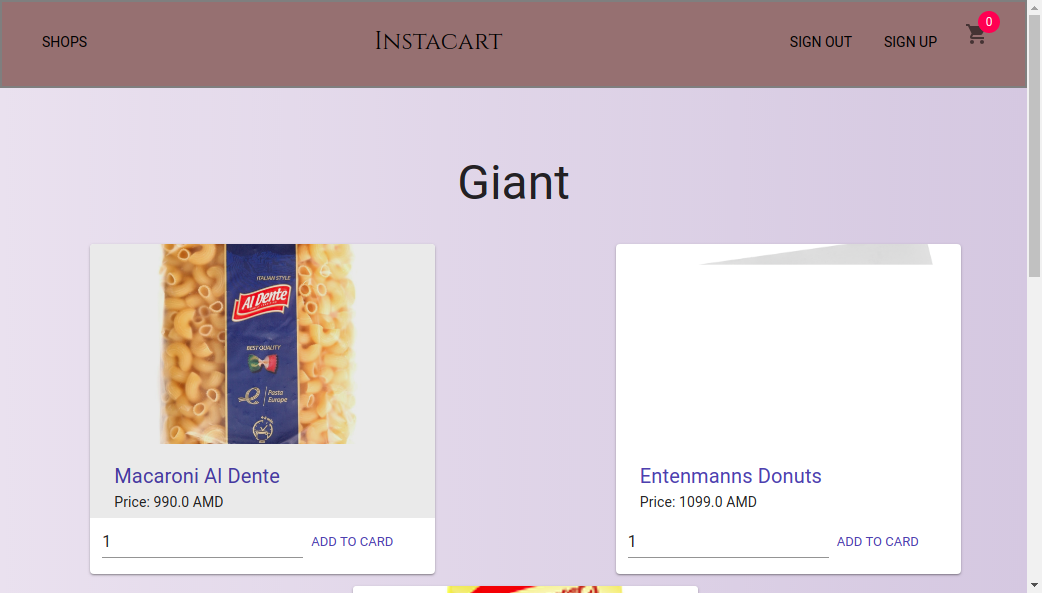 SHOPS
Instacart
SIGN OUT
SIGN UP
0
Giant
ITALIAN STYLE
Al Dente
BEST QUALITY
Pasta
Europe
Macaroni Al Dente
Price: 990.0 AMD
1
ADD TO CARD
Entenmanns Donuts
Price: 1099.0 AMD
1
ADD TO CARD